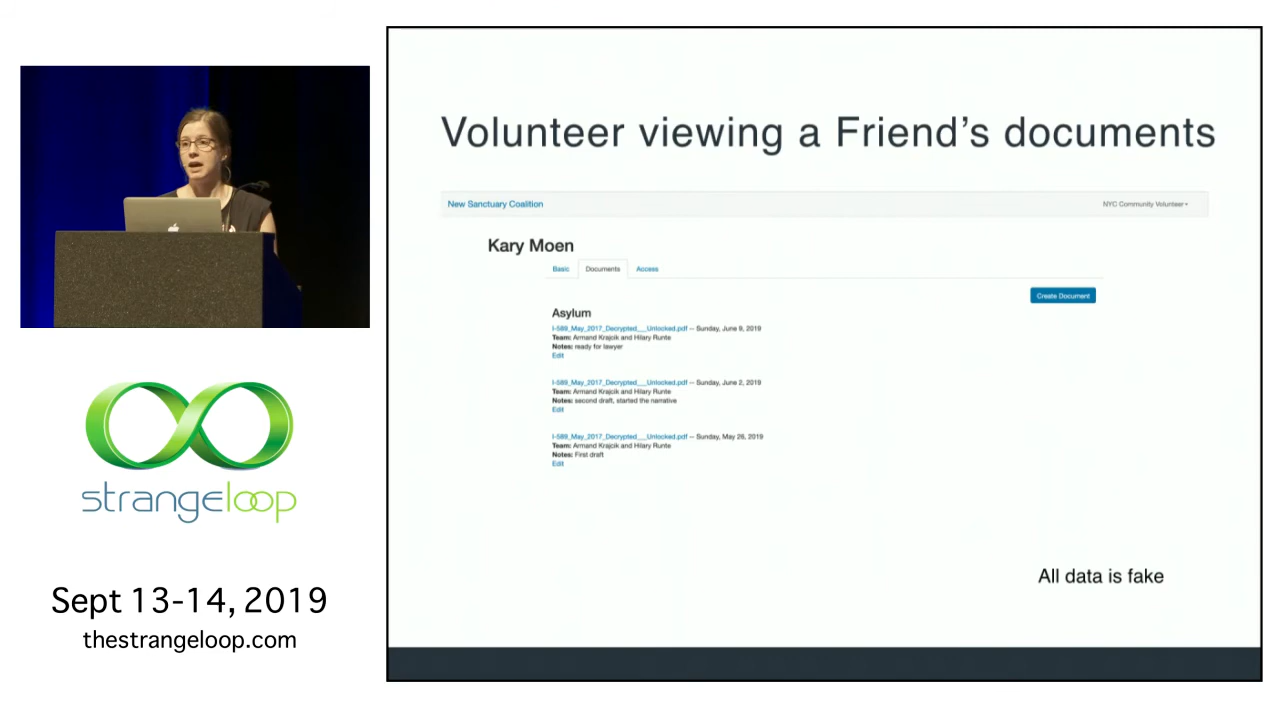 Volunteer viewing a Friend's documents
New Sanctuary Coalition
NYC Community Volunteer
Kary Moen
Basic
Documents
Access
Create Document
Asylum
I-589_May_2017_Decrypted__Unlocked.pdf -- Sunday, June 9, 2019
Team: Armand Krajcik and Hilary Runte
Notes: ready for lawyer
Edit
I-589_May_2017_Decrypted__Unlocked.pdf -- Sunday, June 2, 2019
Team: Armand Krajcik and Hilary Runte
Notes: second draft, started the narrative
Edit
I-589_May_2017_Decrypted__Unlocked.pdf -- Sunday, May 26, 2019
Team: Armand Krajcik and Hilary Runte
Notes: First draft
Edit
All data is fake
strangeloop
Sept 13-14, 2019
thestrangeloop.com